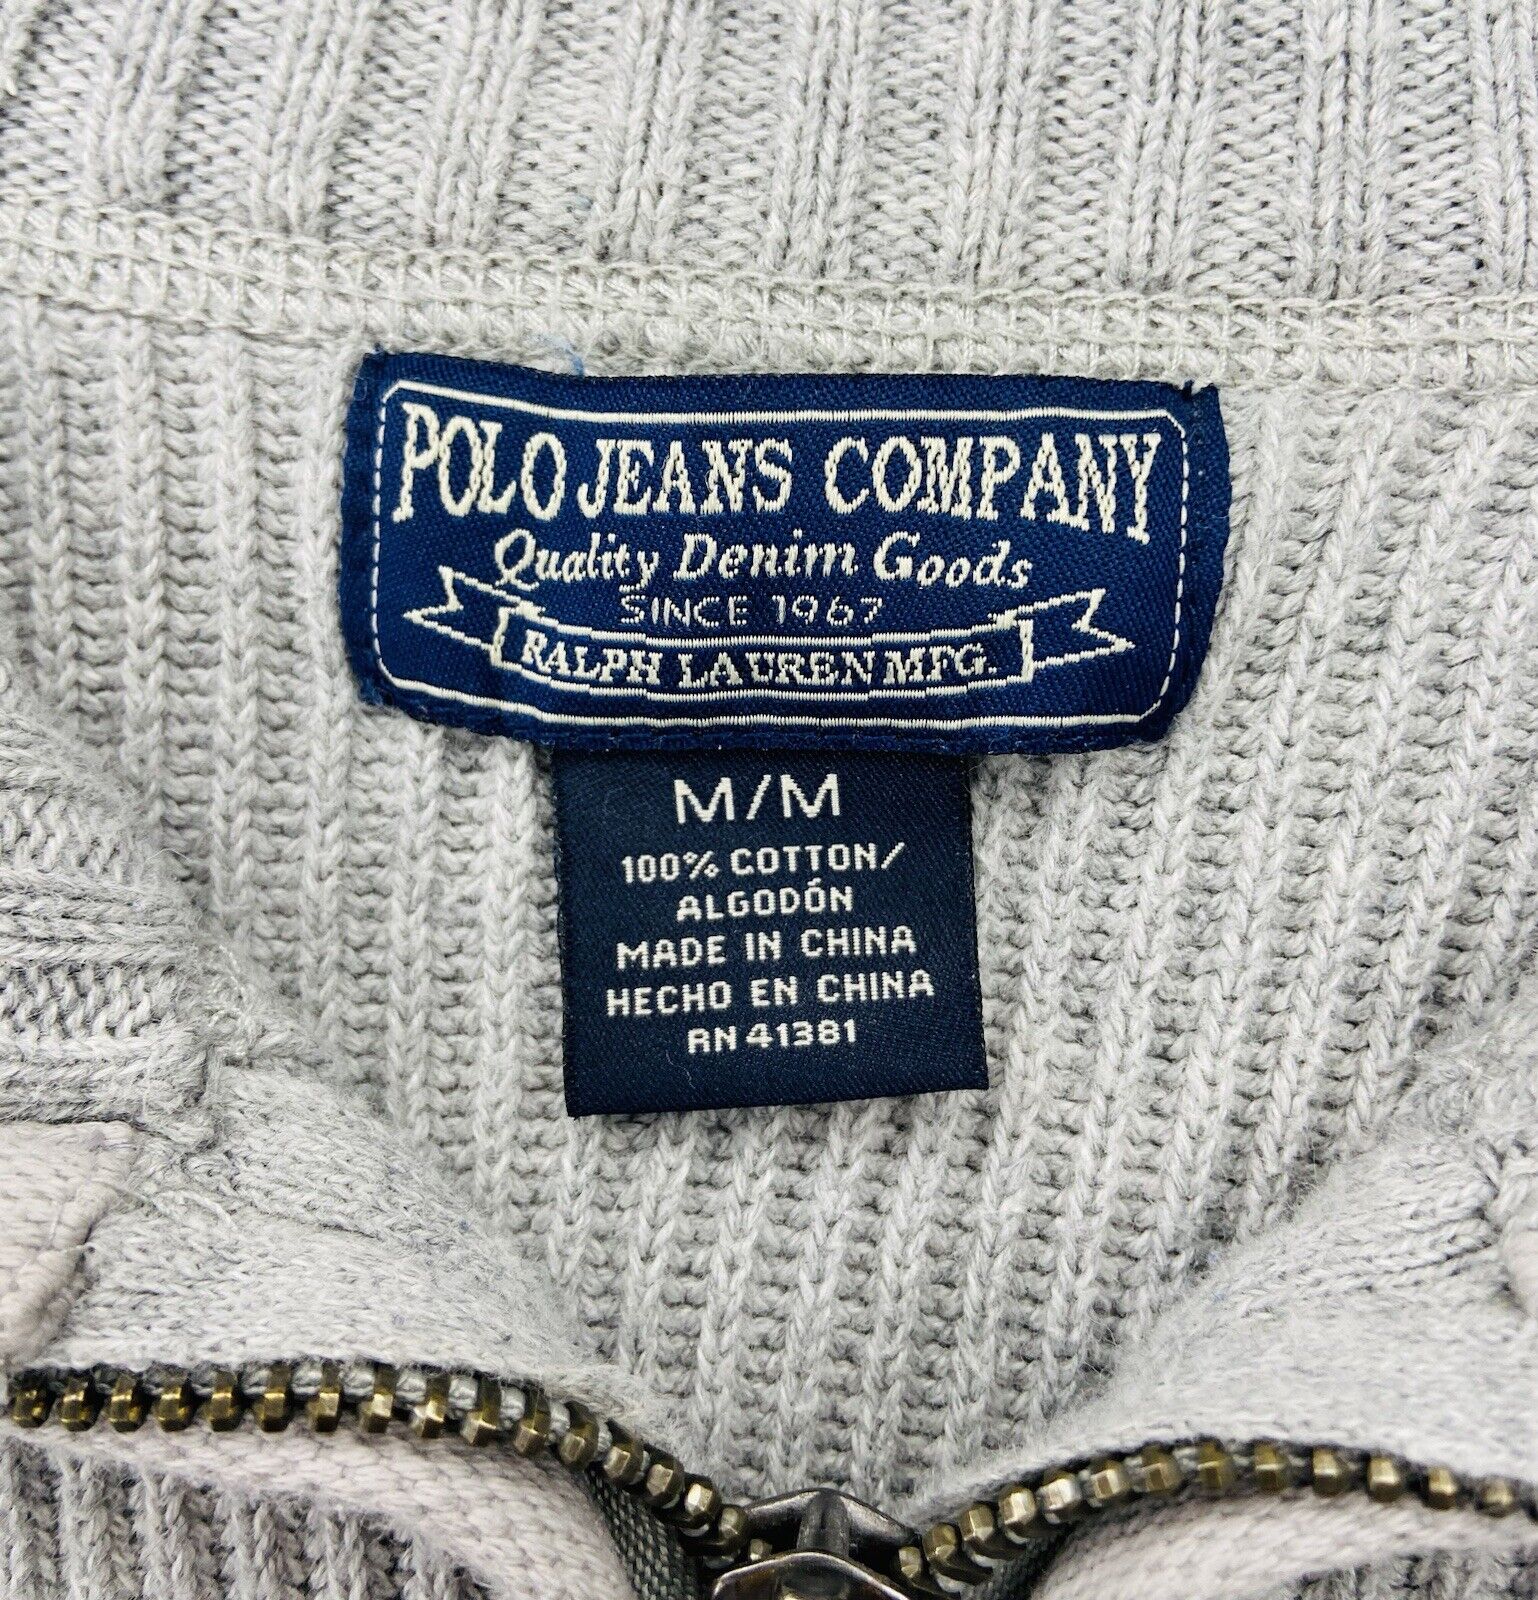 POLO JEANS COMPANY
Quality Denim Goods
SINCE 1967
RALPH LAUREN MFG.
M/M
100% COTTON/
ALGODÓN
MADE IN CHINA
HECHO EN CHINA
RN 41381